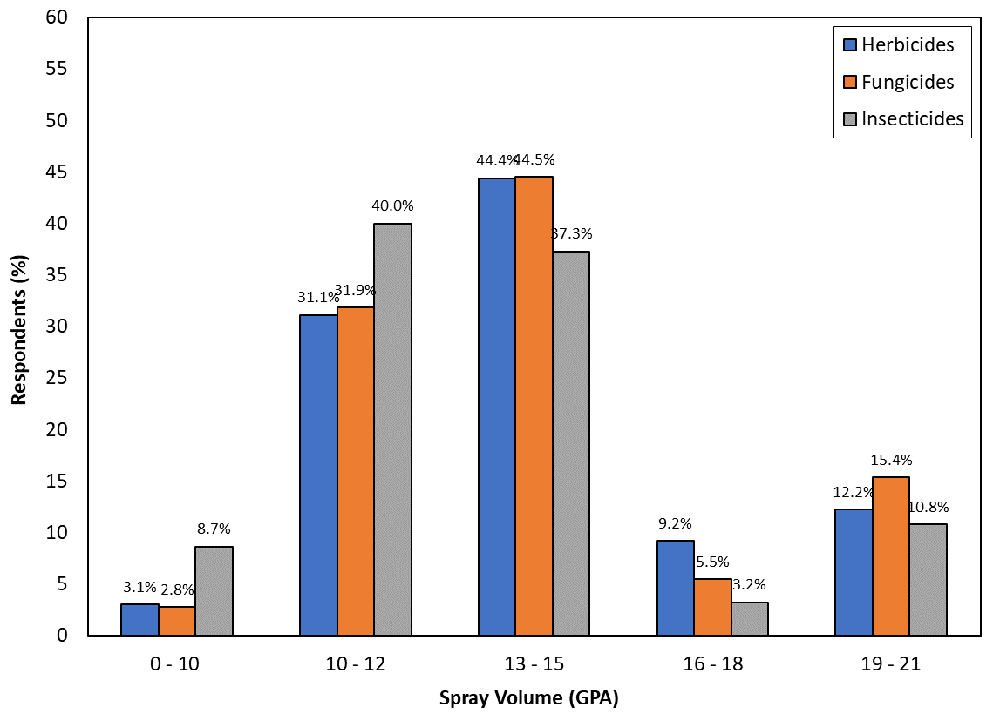 60
55
50
45
40
35
30
25
20
15
10
5
0
Respondents (%)
Herbicides
Fungicides
Insecticides
3.1%
2.8%
8.7%
31.1%
31.9%
40.0%
44.4%
44.5%
37.3%
9.2%
5.5%
3.2%
12.2%
15.4%
10.8%
0 - 10
10 - 12
13 - 15
16 - 18
19 - 21
Spray Volume (GPA)